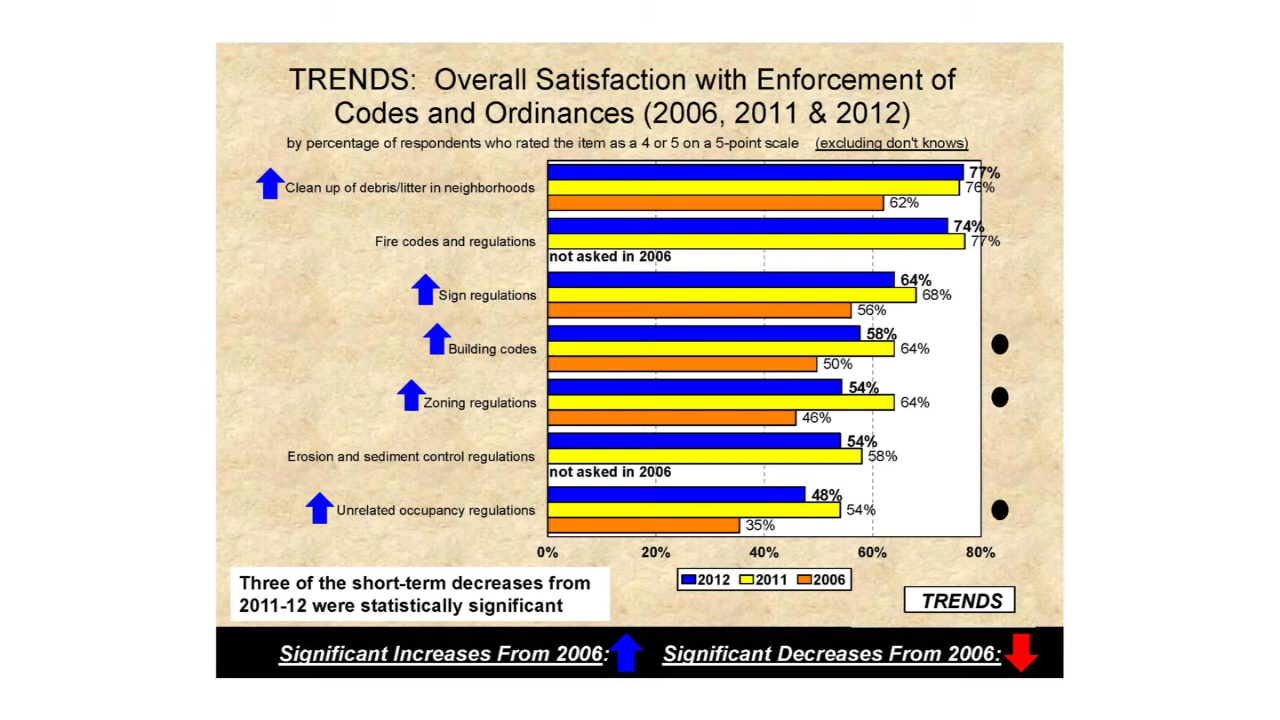 TRENDS: Overall Satisfaction with Enforcement of
Codes and Ordinances (2006, 2011 & 2012)
by percentage of respondents who rated the item as a 4 or 5 on a 5-point scale (excluding don't knows)
Clean up of debris/litter in neighborhoods
77%
76%
62%
Fire codes and regulations
74%
77%
not asked in 2006
Sign regulations
64%
68%
56%
Building codes
58%
64%
50%
Zoning regulations
54%
64%
46%
Erosion and sediment control regulations
54%
58%
not asked in 2006
Unrelated occupancy regulations
48%
54%
35%
0% 20% 40% 60% 80%
2012 2011 2006
Three of the short-term decreases from
2011-12 were statistically significant
TRENDS
Significant Increases From 2006: Significant Decreases From 2006: